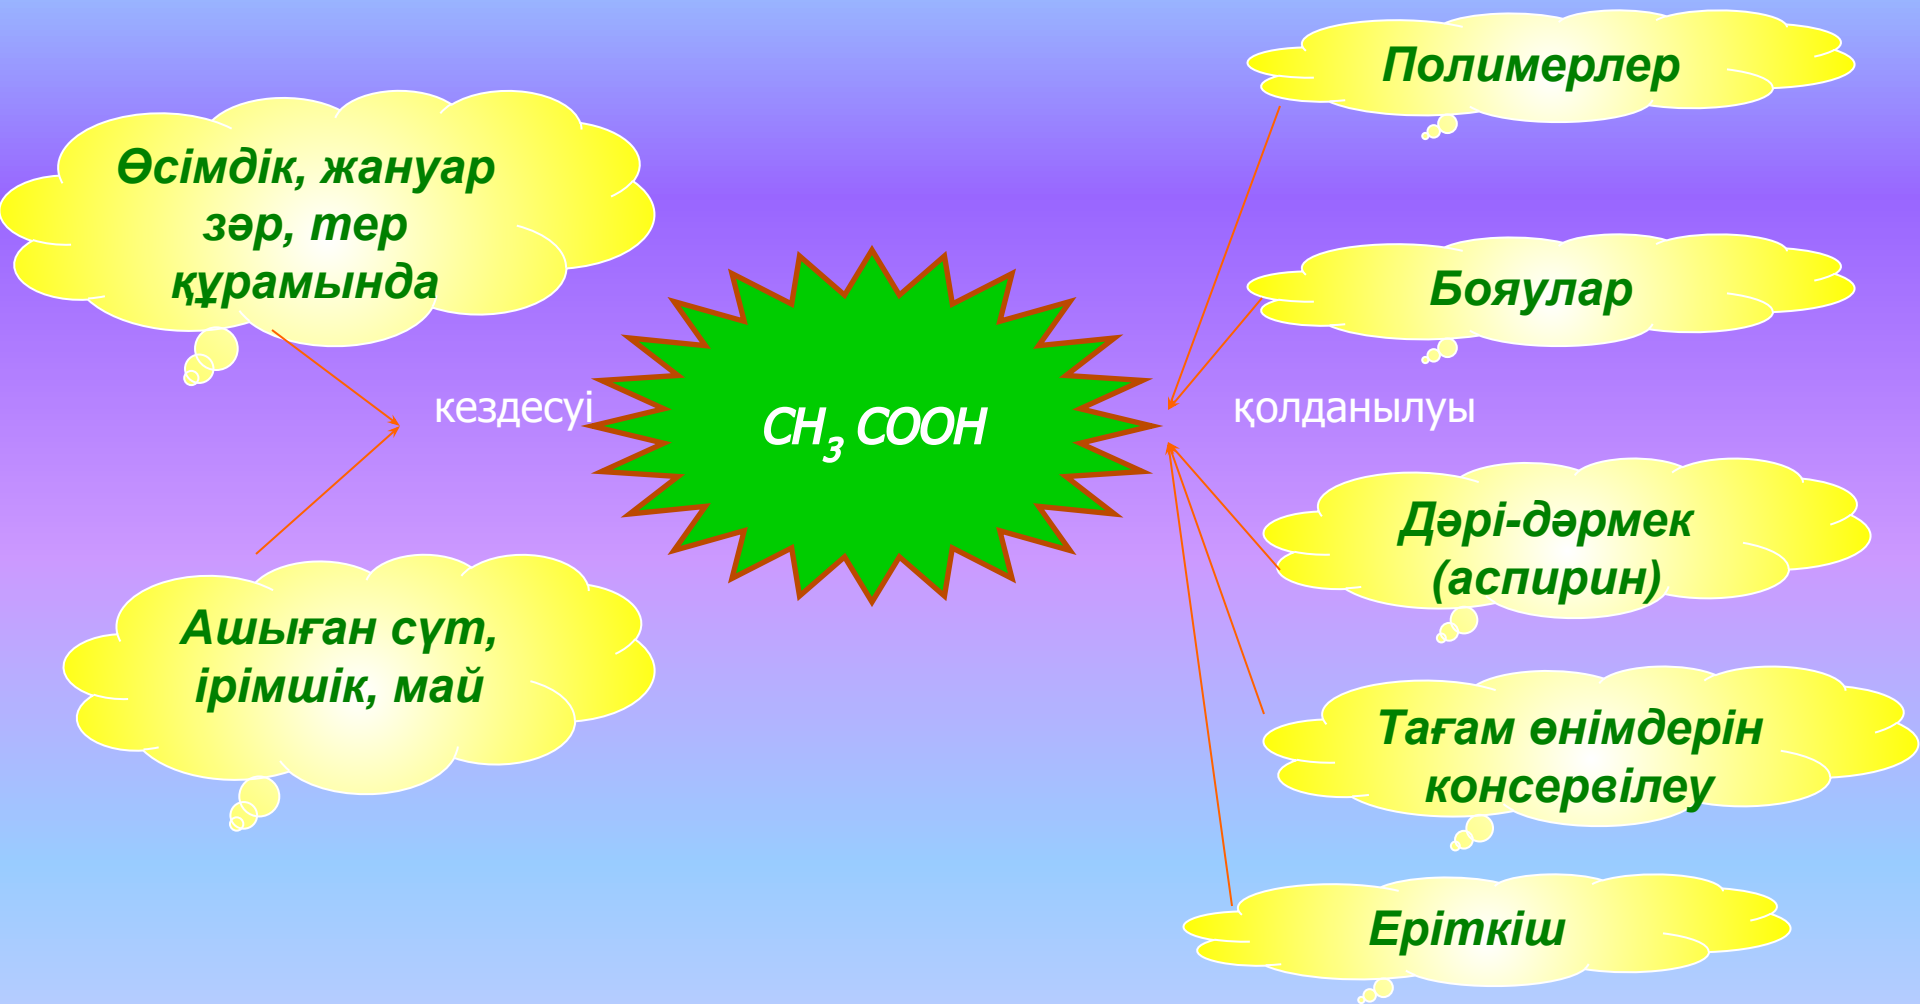 Өсімдік, жануар
зәр, тер
құрамында
Ашыған сүт,
ірімшік, май
кездесуі
CH₃ COOH
қолданылуы
Полимерлер
Бояулар
Дәрі-дәрмек
(аспирин)
Тағам өнімдерін
консервілеу
Еріткіш